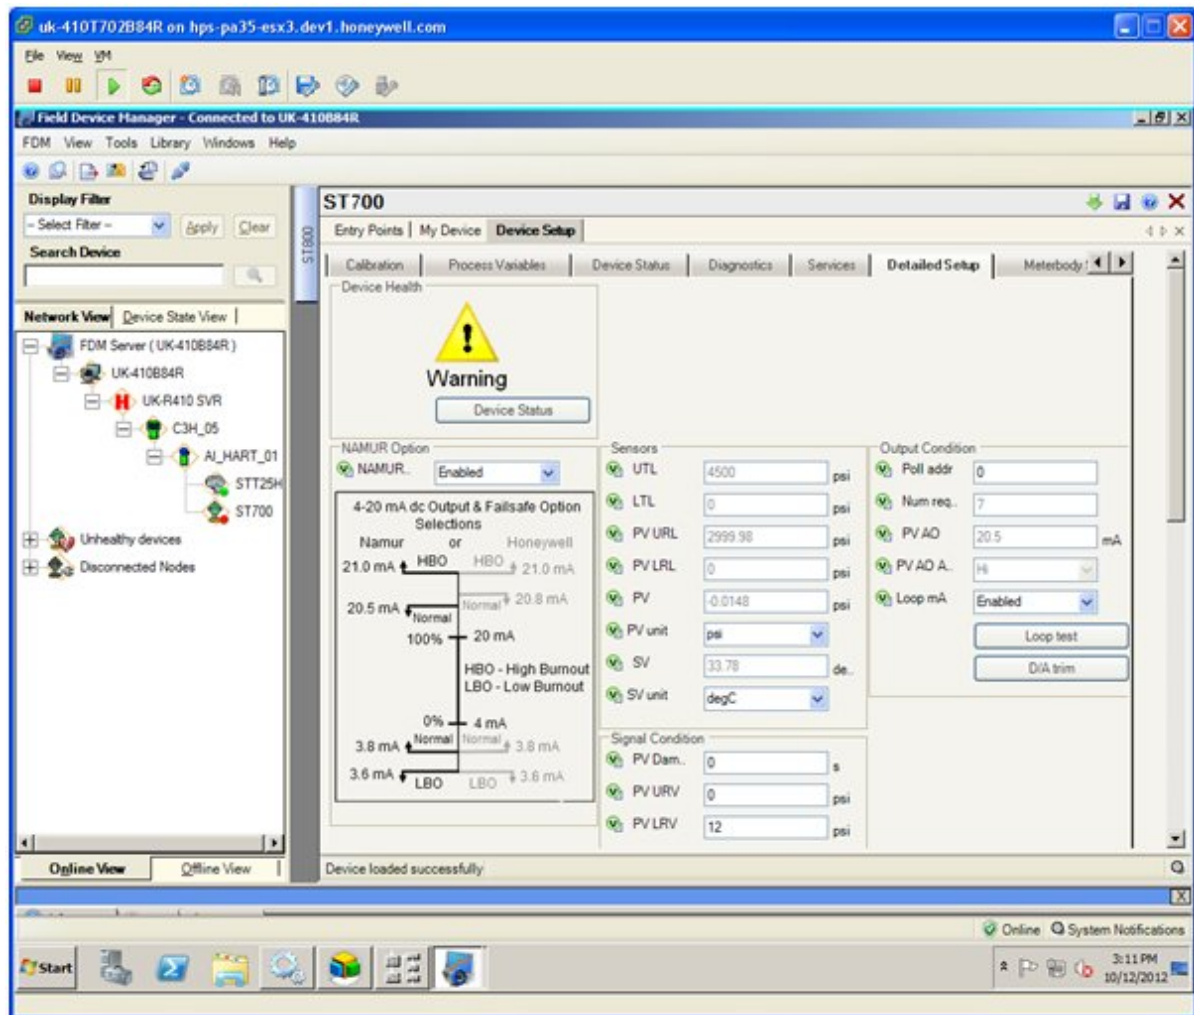 uk-410T702B84R on hps-pa35-esx3.dev1.honeywell.com
File View VM
Field Device Manager - Connected to UK-410B84R
FDM View Tools Library Windows Help
Display Filter
- Select Filter -
Apply
Clear
Search Device
Network View
Device State View
FDM Server ( UK-410B84R )
UK-410B84R
UK-R410 SVR
C3H_05
AI_HART_01
STT25H
ST700
Unhealthy devices
Disconnected Nodes
Online View
Offline View
ST800
ST700
Entry Points
My Device
Device Setup
Calibration
Process Variables
Device Status
Diagnostics
Services
Detailed Setup
Meterbody
Device Health
Warning
Device Status
NAMUR Option
NAMUR..
Enabled
4-20 mA dc Output & Failsafe Option
Selections
Namur or Honeywell
21.0 mA HBO HBO 21.0 mA
20.5 mA Normal Normal 20.8 mA
100% 20 mA
HBO - High Burnout
LBO - Low Burnout
0% 4 mA
3.8 mA Normal Normal 3.8 mA
3.6 mA LBO LBO 3.6 mA
Sensors
UTL 4500 psi
LTL 0 psi
PV URL 2999.98 psi
PV LRL 0 psi
PV -0.0148 psi
PV unit psi
SV 33.78 de..
SV unit degC
Signal Condition
PV Dam.. 0 s
PV URV 0 psi
PV LRV 12 psi
Output Condition
Poll addr 0
Num req.. 7
PV AO 20.5 mA
PV AO A.. Hi
Loop mA Enabled
Loop test
D/A trim
Device loaded successfully
Online
System Notifications
Start
3:11 PM
10/12/2012